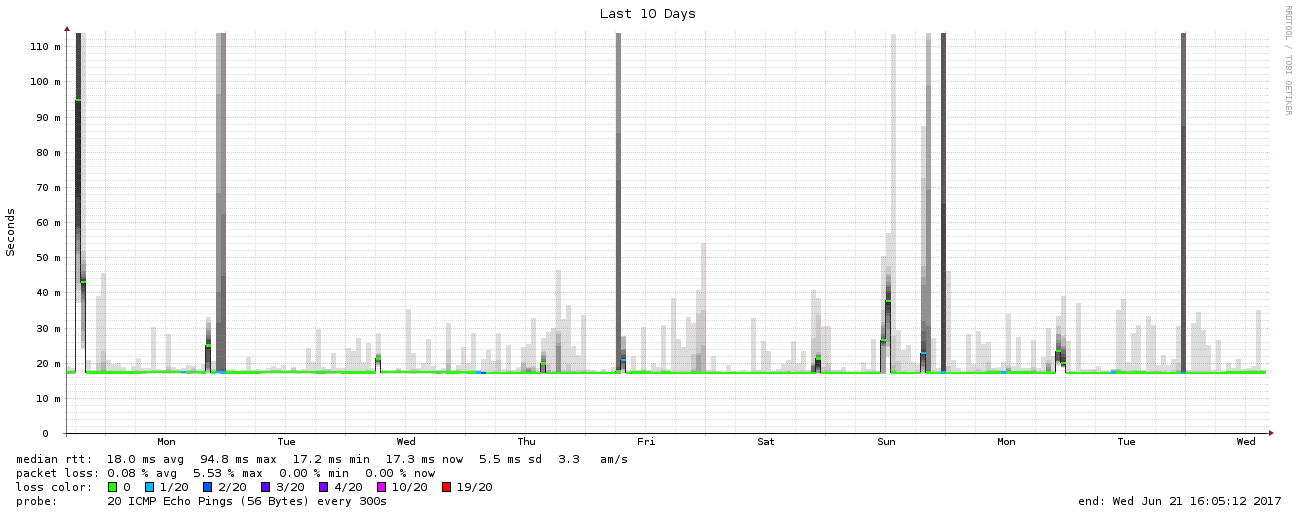 Last 10 Days
RRDTOOL / TOBI OETIKER
Seconds
110 m
100 m
90 m
80 m
70 m
60 m
50 m
40 m
30 m
20 m
10 m
0
Mon Tue Wed Thu Fri Sat Sun Mon Tue Wed
median rtt: 18.0 ms avg 94.8 ms max 17.2 ms min 17.3 ms now 5.5 ms sd 3.3 am/s
packet loss: 0.08 % avg 5.53 % max 0.00 % min 0.00 % now
loss color: 0 1/20 2/20 3/20 4/20 10/20 19/20
probe: 20 ICMP Echo Pings (56 Bytes) every 300s end: Wed Jun 21 16:05:12 2017